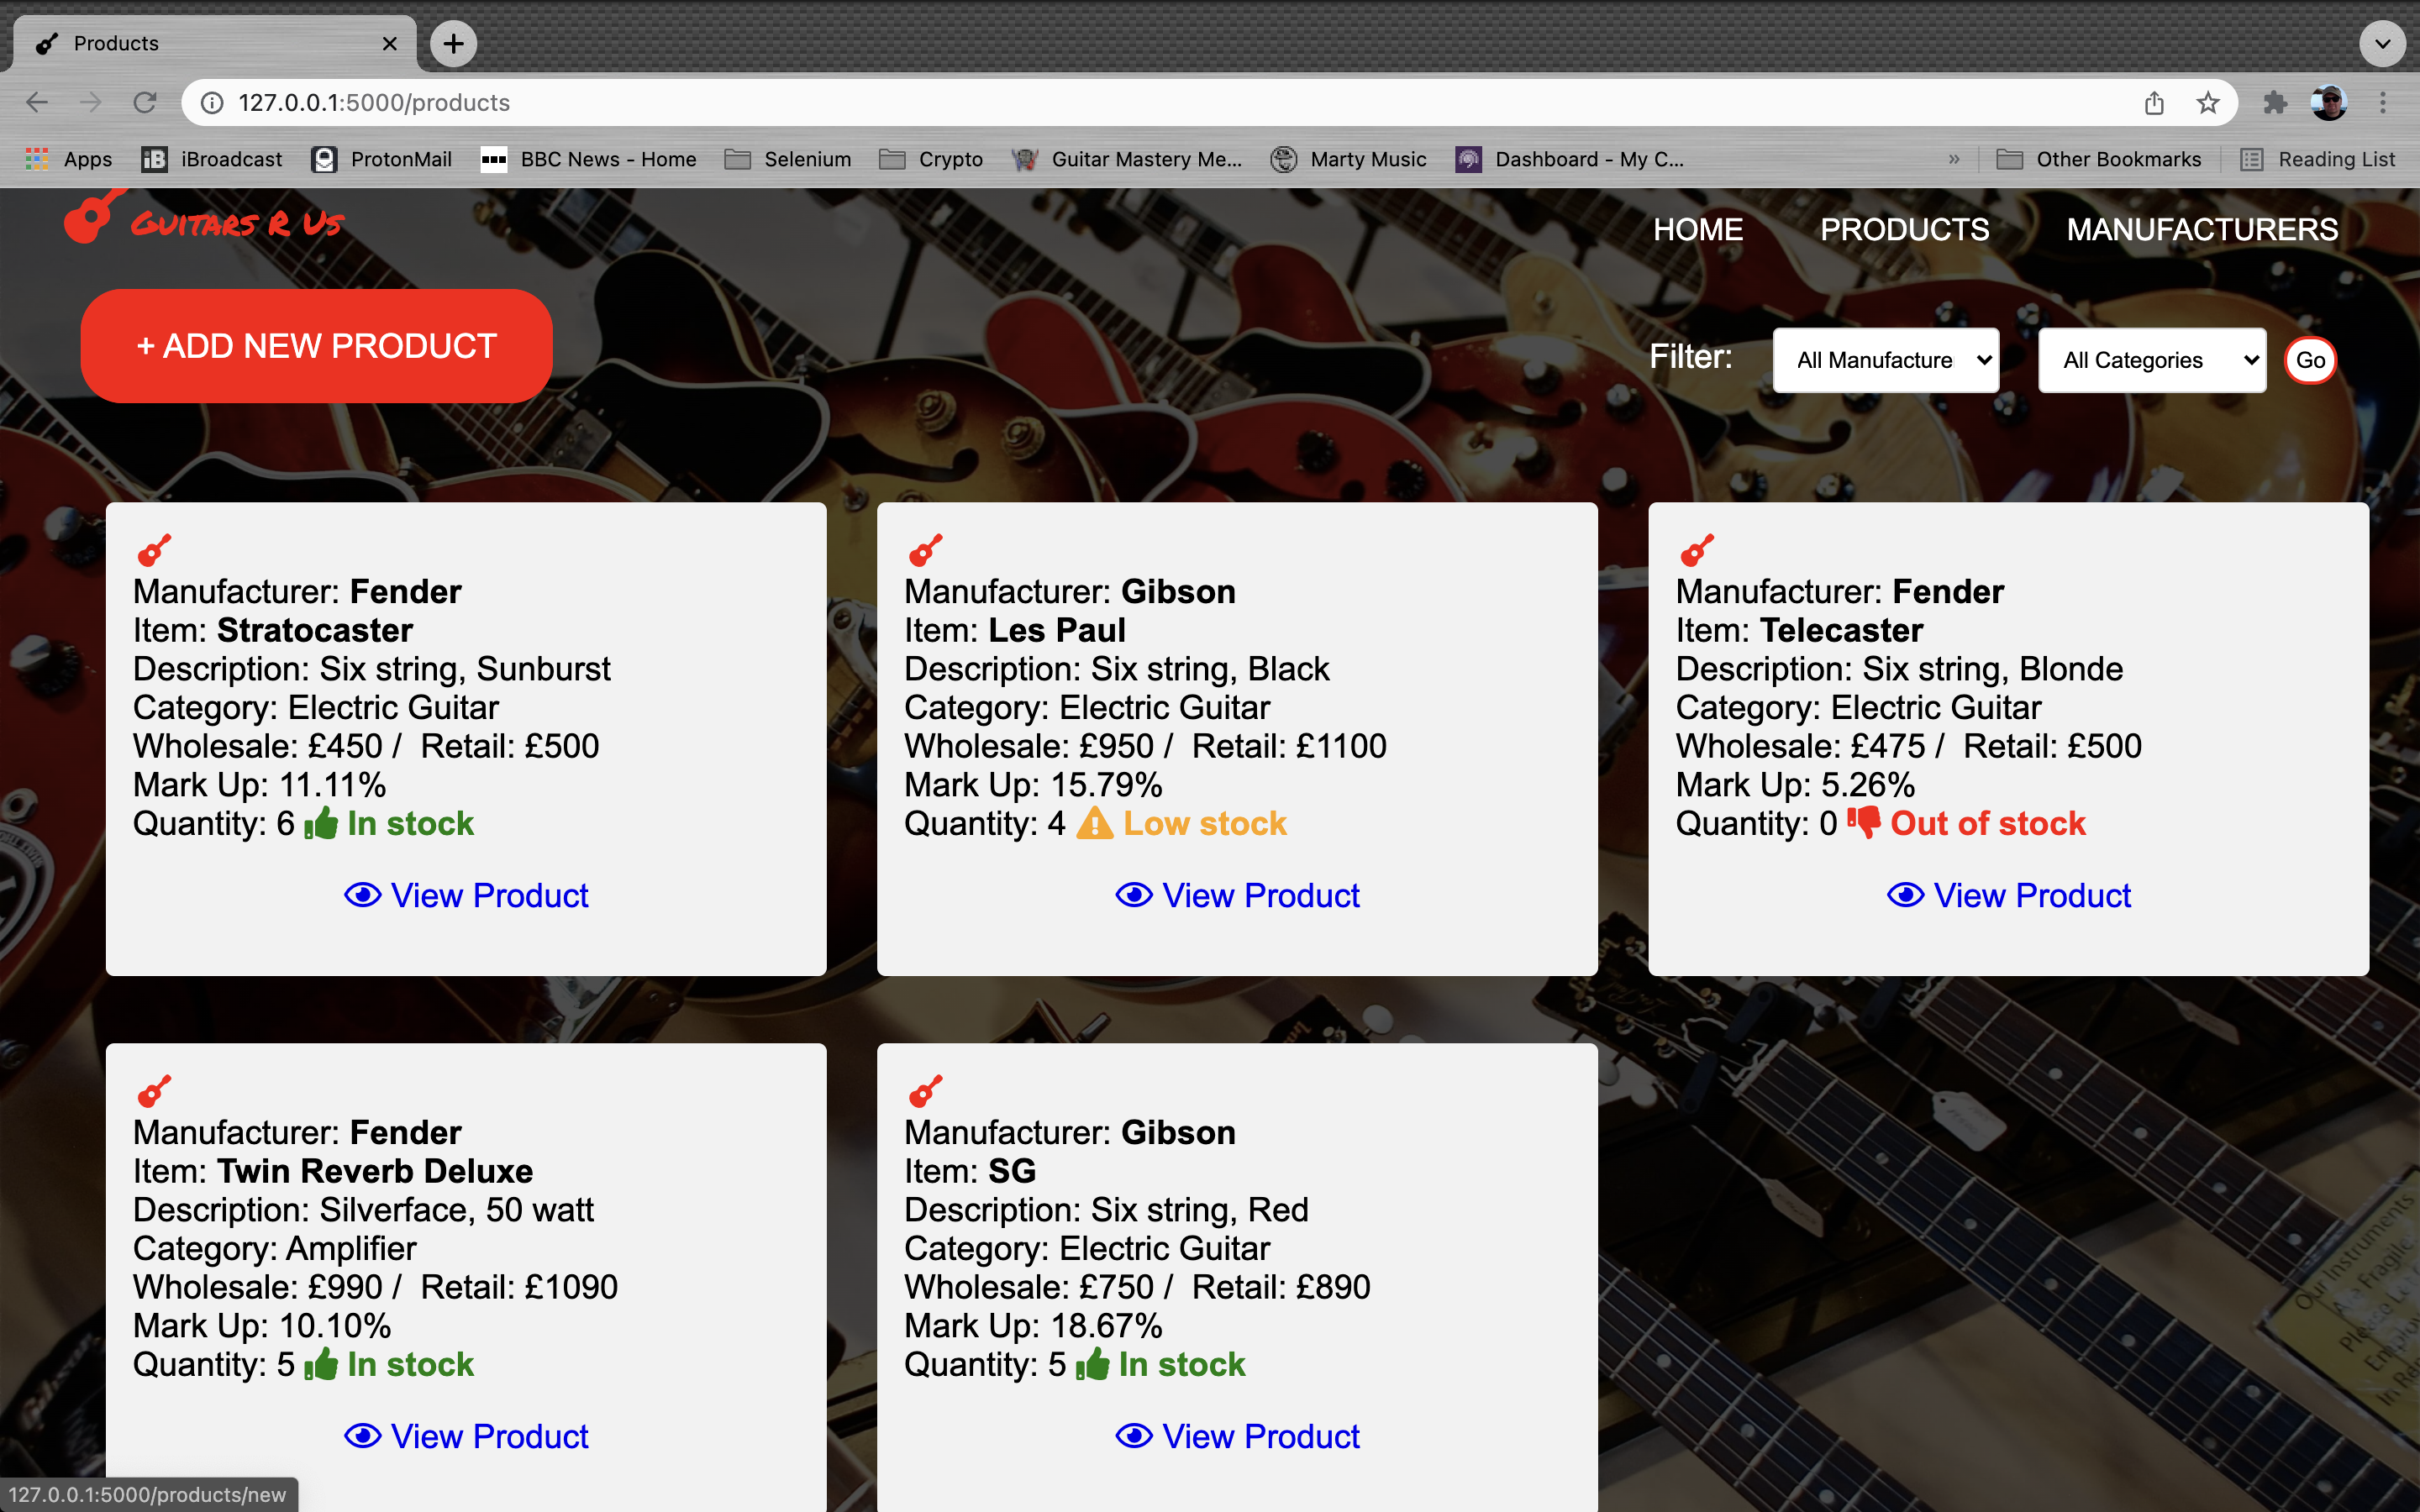 Products
127.0.0.1:5000/products
Apps
iBroadcast
ProtonMail
BBC News - Home
Selenium
Crypto
Guitar Mastery Me...
Marty Music
Dashboard - My C...
»
Other Bookmarks
Reading List
Guitars R Us
HOME
PRODUCTS
MANUFACTURERS
+ ADD NEW PRODUCT
Filter:
All Manufacture
All Categories
Go
Manufacturer: Fender
Item: Stratocaster
Description: Six string, Sunburst
Category: Electric Guitar
Wholesale: £450 / Retail: £500
Mark Up: 11.11%
Quantity: 6 In stock
View Product
Manufacturer: Gibson
Item: Les Paul
Description: Six string, Black
Category: Electric Guitar
Wholesale: £950 / Retail: £1100
Mark Up: 15.79%
Quantity: 4 Low stock
View Product
Manufacturer: Fender
Item: Telecaster
Description: Six string, Blonde
Category: Electric Guitar
Wholesale: £475 / Retail: £500
Mark Up: 5.26%
Quantity: 0 Out of stock
View Product
Manufacturer: Fender
Item: Twin Reverb Deluxe
Description: Silverface, 50 watt
Category: Amplifier
Wholesale: £990 / Retail: £1090
Mark Up: 10.10%
Quantity: 5 In stock
View Product
Manufacturer: Gibson
Item: SG
Description: Six string, Red
Category: Electric Guitar
Wholesale: £750 / Retail: £890
Mark Up: 18.67%
Quantity: 5 In stock
View Product
Our Instruments
127.0.0.1:5000/products/new